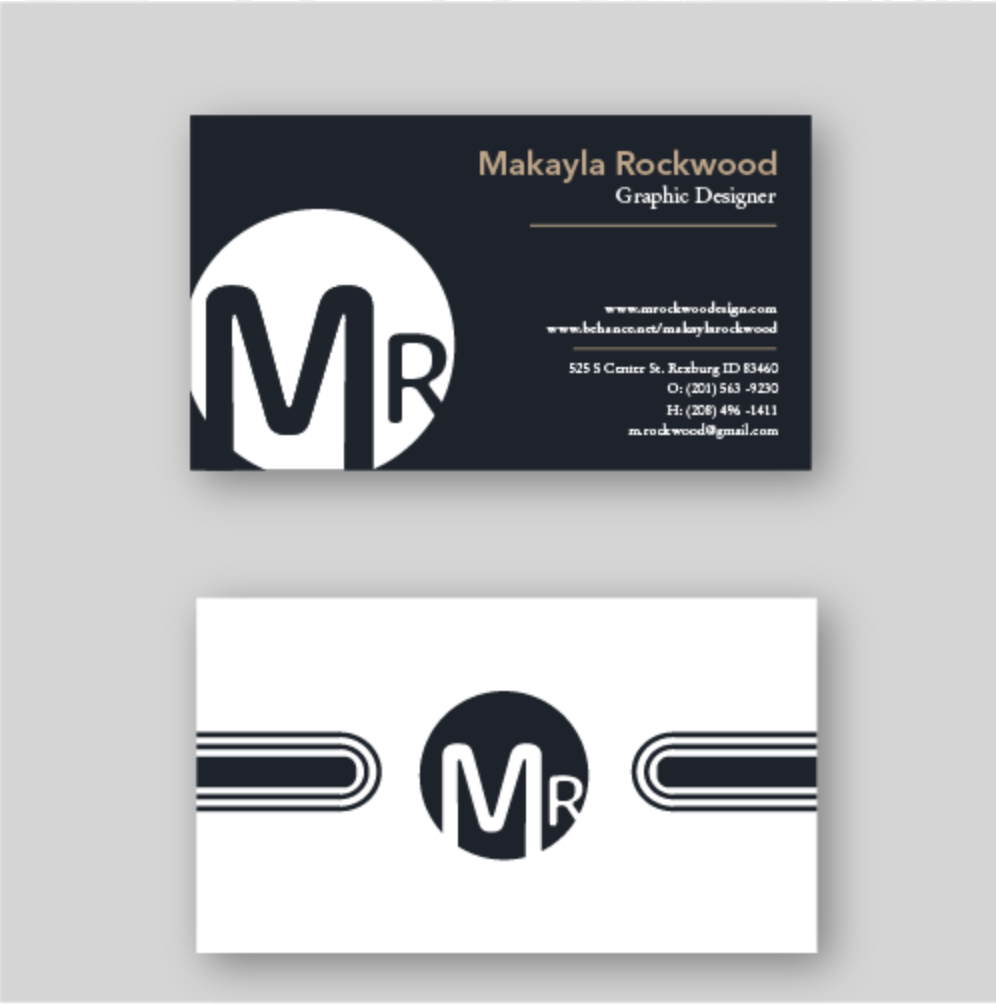 Makayla Rockwood
Graphic Designer
www.mrockwoodesign.com
www.behance.net/makaylarockwood
525 S Center St. Rexburg ID 83460
O: (201) 563 -9230
H: (208) 496 -1411
m.rockwood@gmail.com
MR
MR